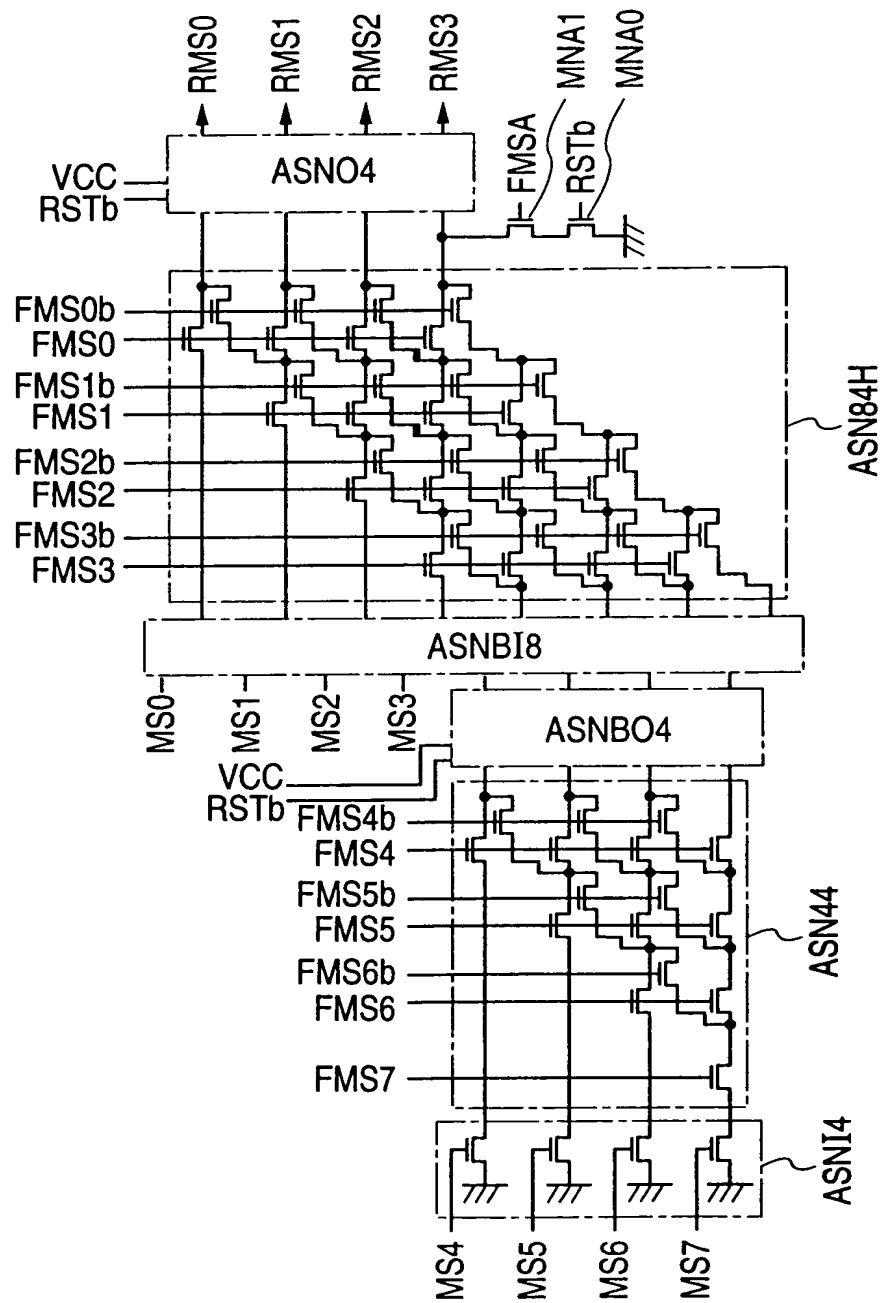 RMS0
RMS1
RMS2
RMS3
MNA1
MNA0
FMSA
RSTb
ASNO4
VCC
RSTb
FMS0b
FMS0
FMS1b
FMS1
FMS2b
FMS2
FMS3b
FMS3
ASN84H
ASNBI8
MS0
MS1
MS2
MS3
ASNBO4
VCC
RSTb
FMS4b
FMS4
FMS5b
FMS5
FMS6b
FMS6
FMS7
ASN44
ASNI4
MS4
MS5
MS6
MS7